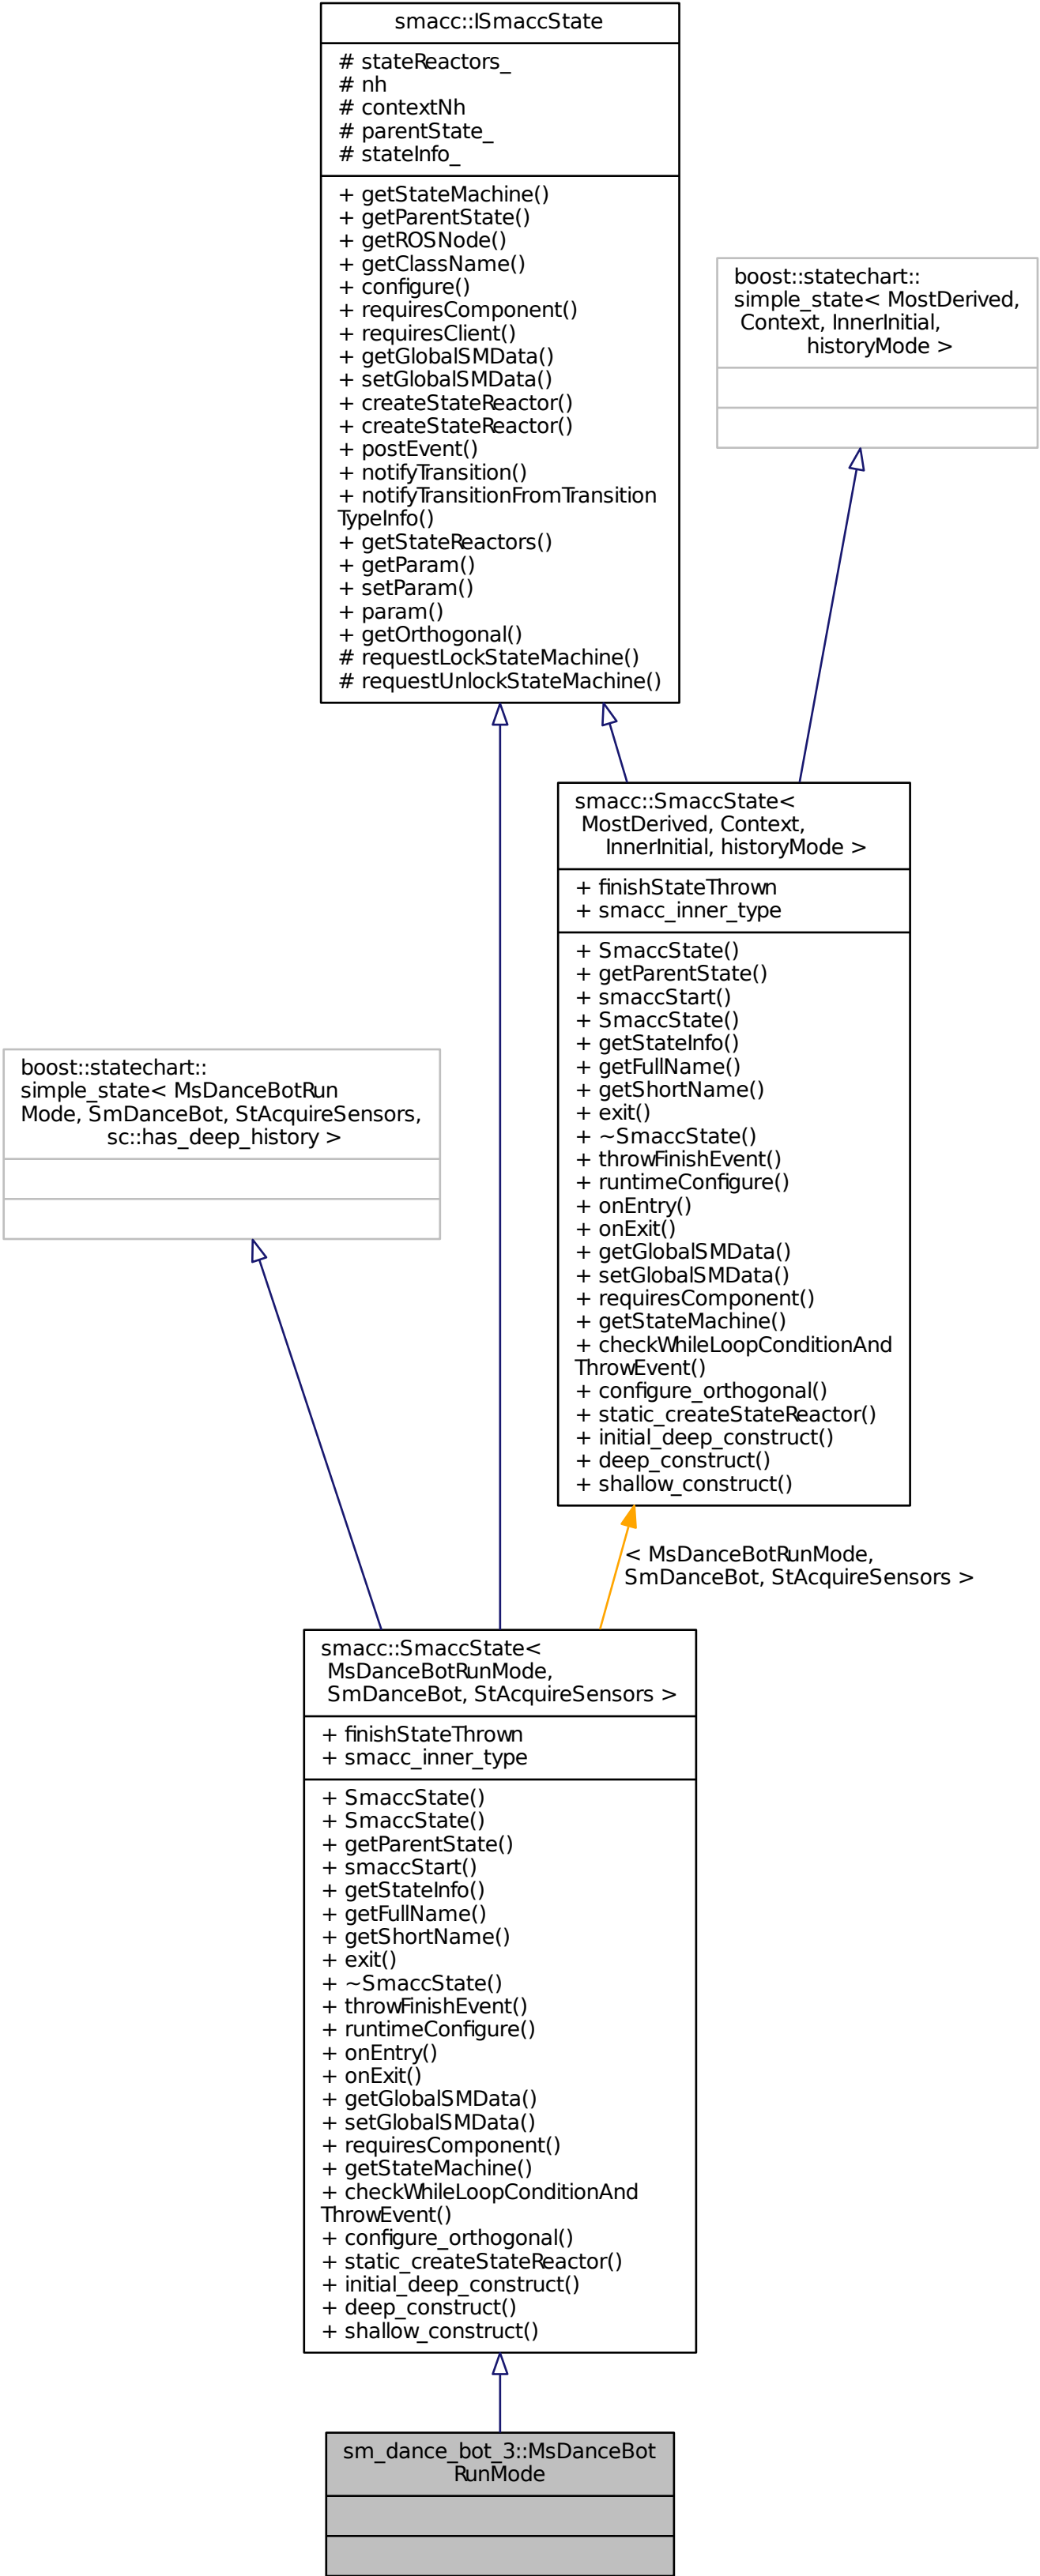 smacc::ISmaccState
# stateReactors_
# nh
# contextNh
# parentState_
# stateInfo_
+ getStateMachine()
+ getParentState()
+ getROSNode()
+ getClassName()
+ configure()
+ requiresComponent()
+ requiresClient()
+ getGlobalSMData()
+ setGlobalSMData()
+ createStateReactor()
+ createStateReactor()
+ postEvent()
+ notifyTransition()
+ notifyTransitionFromTransition
TypeInfo()
+ getStateReactors()
+ getParam()
+ setParam()
+ param()
+ getOrthogonal()
# requestLockStateMachine()
# requestUnlockStateMachine()
boost::statechart::
simple_state< MostDerived,
Context, InnerInitial,
historyMode >
smacc::SmaccState<
MostDerived, Context,
InnerInitial, historyMode >
+ finishStateThrown
+ smacc_inner_type
+ SmaccState()
+ getParentState()
+ smaccStart()
+ SmaccState()
+ getStateInfo()
+ getFullName()
+ getShortName()
+ exit()
+ ~SmaccState()
+ throwFinishEvent()
+ runtimeConfigure()
+ onEntry()
+ onExit()
+ getGlobalSMData()
+ setGlobalSMData()
+ requiresComponent()
+ getStateMachine()
+ checkWhileLoopConditionAnd
ThrowEvent()
+ configure_orthogonal()
+ static_createStateReactor()
+ initial_deep_construct()
+ deep_construct()
+ shallow_construct()
boost::statechart::
simple_state< MsDanceBotRun
Mode, SmDanceBot, StAcquireSensors,
sc::has_deep_history >
< MsDanceBotRunMode,
SmDanceBot, StAcquireSensors >
smacc::SmaccState<
MsDanceBotRunMode,
SmDanceBot, StAcquireSensors >
+ finishStateThrown
+ smacc_inner_type
+ SmaccState()
+ SmaccState()
+ getParentState()
+ smaccStart()
+ getStateInfo()
+ getFullName()
+ getShortName()
+ exit()
+ ~SmaccState()
+ throwFinishEvent()
+ runtimeConfigure()
+ onEntry()
+ onExit()
+ getGlobalSMData()
+ setGlobalSMData()
+ requiresComponent()
+ getStateMachine()
+ checkWhileLoopConditionAnd
ThrowEvent()
+ configure_orthogonal()
+ static_createStateReactor()
+ initial_deep_construct()
+ deep_construct()
+ shallow_construct()
sm_dance_bot_3::MsDanceBot
RunMode